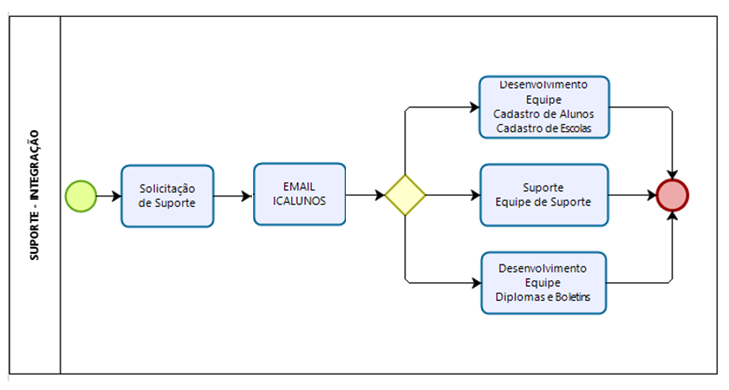 SUPORTE - INTEGRAÇÃO
Solicitação
de Suporte
EMAIL
ICALUNOS
Desenvolvimento
Equipe
Cadastro de Alunos
Cadastro de Escolas
Suporte
Equipe de Suporte
Desenvolvimento
Equipe
Diplomas e Boletins